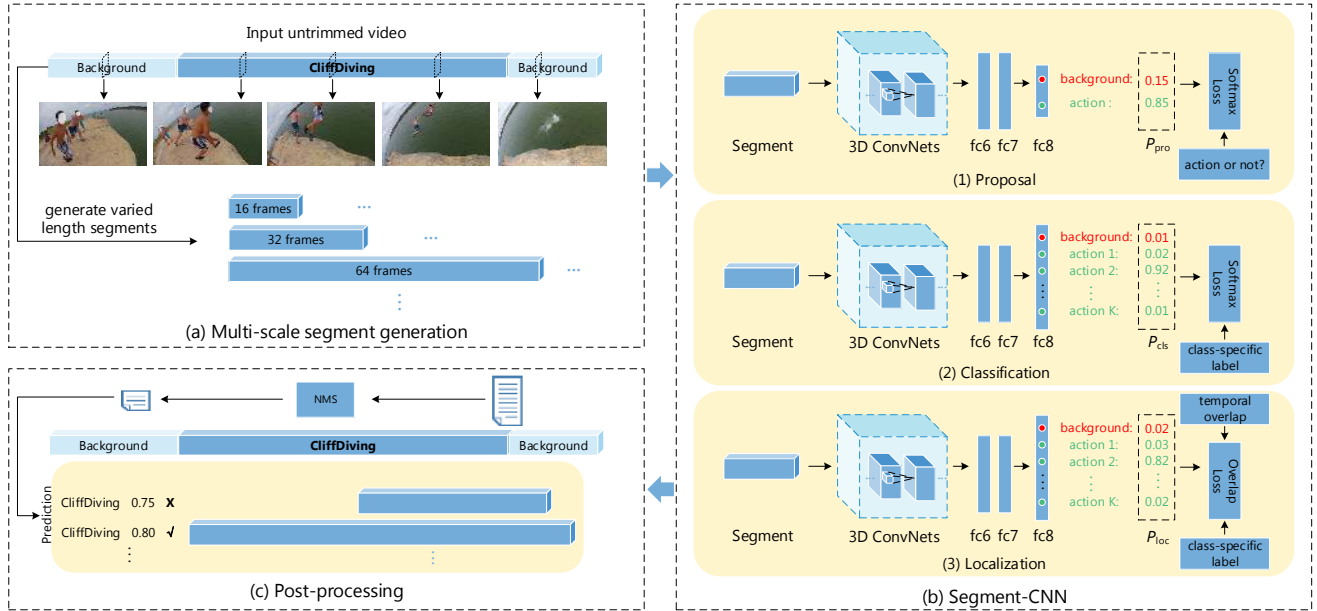 Input untrimmed video
Background
CliffDiving
Background
generate varied
length segments
16 frames
...
32 frames
...
64 frames
...
(a) Multi-scale segment generation
NMS
Background
CliffDiving
Background
Prediction
CliffDiving 0.75 X
CliffDiving 0.80 √
(c) Post-processing
Segment
3D ConvNets
fc6
fc7
fc8
background: 0.15
action : 0.85
Ppro
Softmax
Loss
action or not?
(1) Proposal
Segment
3D ConvNets
fc6
fc7
fc8
background: 0.01
action 1: 0.02
action 2: 0.92
action K: 0.01
Pcls
Softmax
Loss
class-specific
label
(2) Classification
Segment
3D ConvNets
fc6
fc7
fc8
background: 0.02
action 1: 0.03
action 2: 0.82
action K: 0.02
Ploc
temporal
overlap
Overlap
Loss
class-specific
label
(3) Localization
(b) Segment-CNN